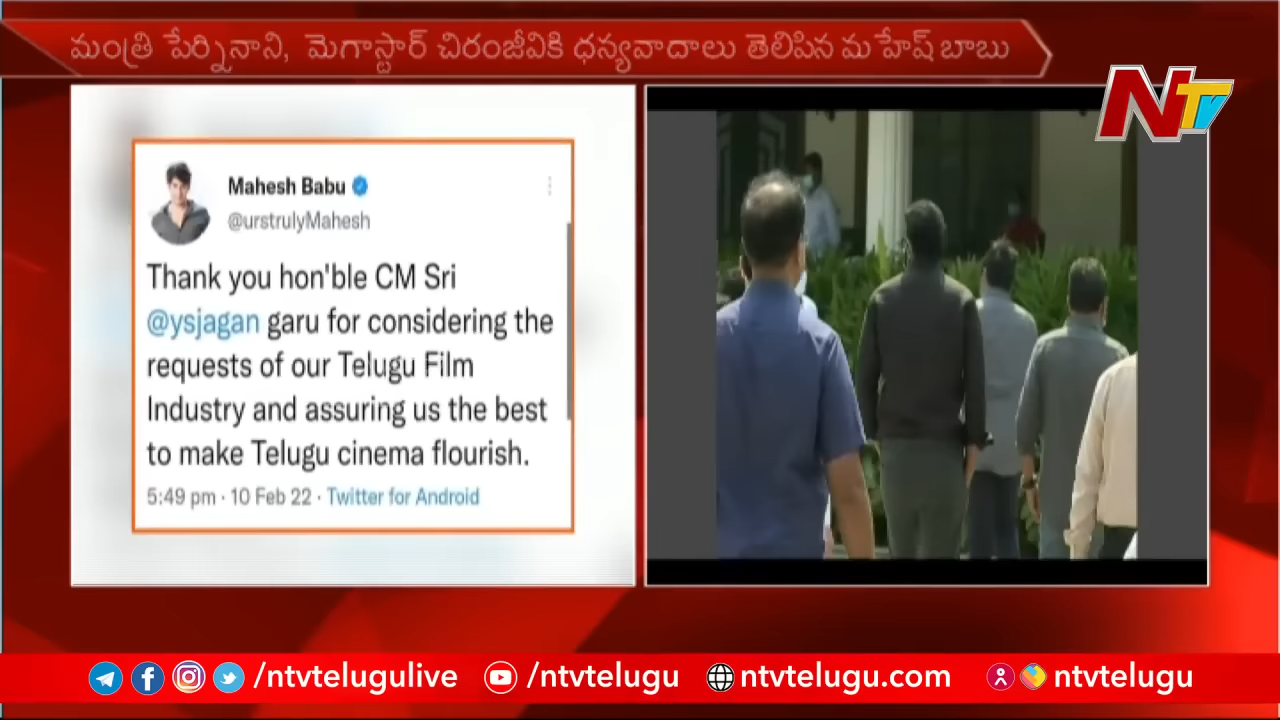 మంత్రి పేర్నినాని, మెగాస్టార్ చిరంజీవికి ధన్యవాదాలు తెలిపిన మహేష్ బాబు
NTV
Mahesh Babu
@urstrulyMahesh
Thank you hon'ble CM Sri
@ysjagan garu for considering the
requests of our Telugu Film
Industry and assuring us the best
to make Telugu cinema flourish.
5:49 pm · 10 Feb 22 · Twitter for Android
/ntvtelugulive /ntvtelugu ntvtelugu.com ntvtelugu